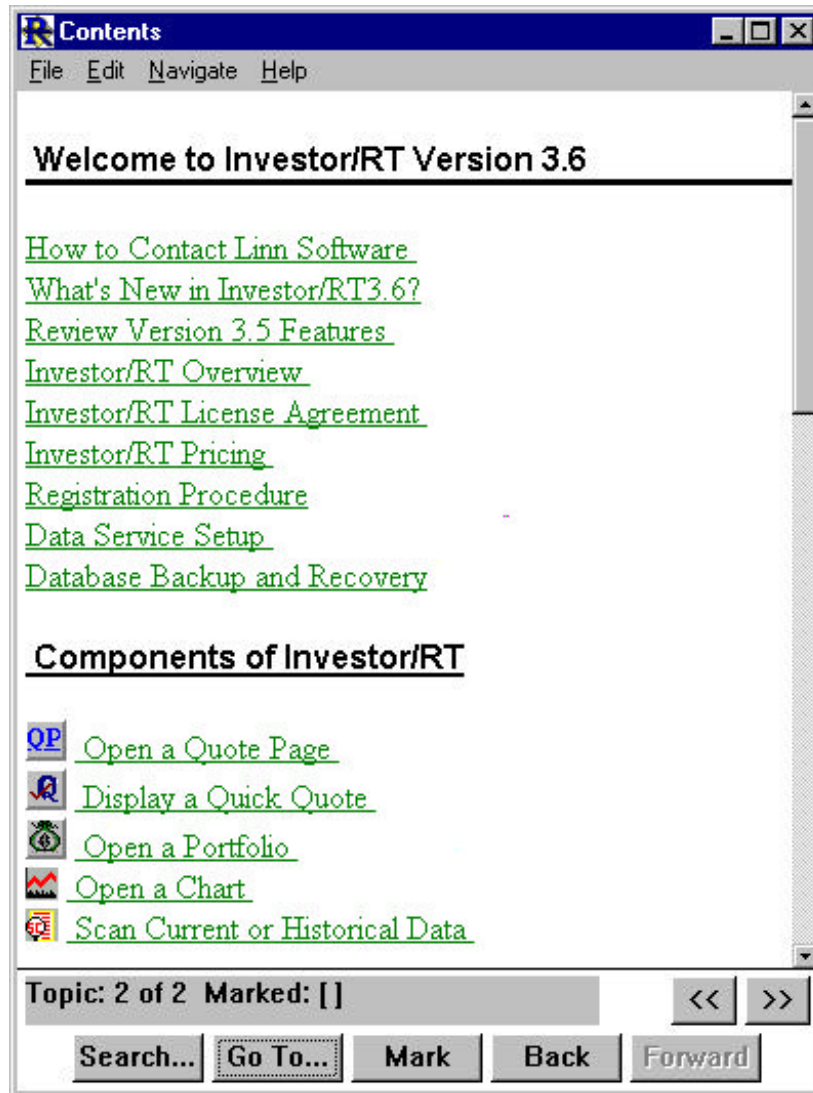 Contents
File Edit Navigate Help
Welcome to Investor/RT Version 3.6
How to Contact Linn Software
What's New in Investor/RT3.6?
Review Version 3.5 Features
Investor/RT Overview
Investor/RT License Agreement
Investor/RT Pricing
Registration Procedure
Data Service Setup
Database Backup and Recovery
Components of Investor/RT
QP Open a Quote Page
Display a Quick Quote
Open a Portfolio
Open a Chart
Scan Current or Historical Data
Topic: 2 of 2 Marked: [ ] << >>
Search... Go To... Mark Back Forward